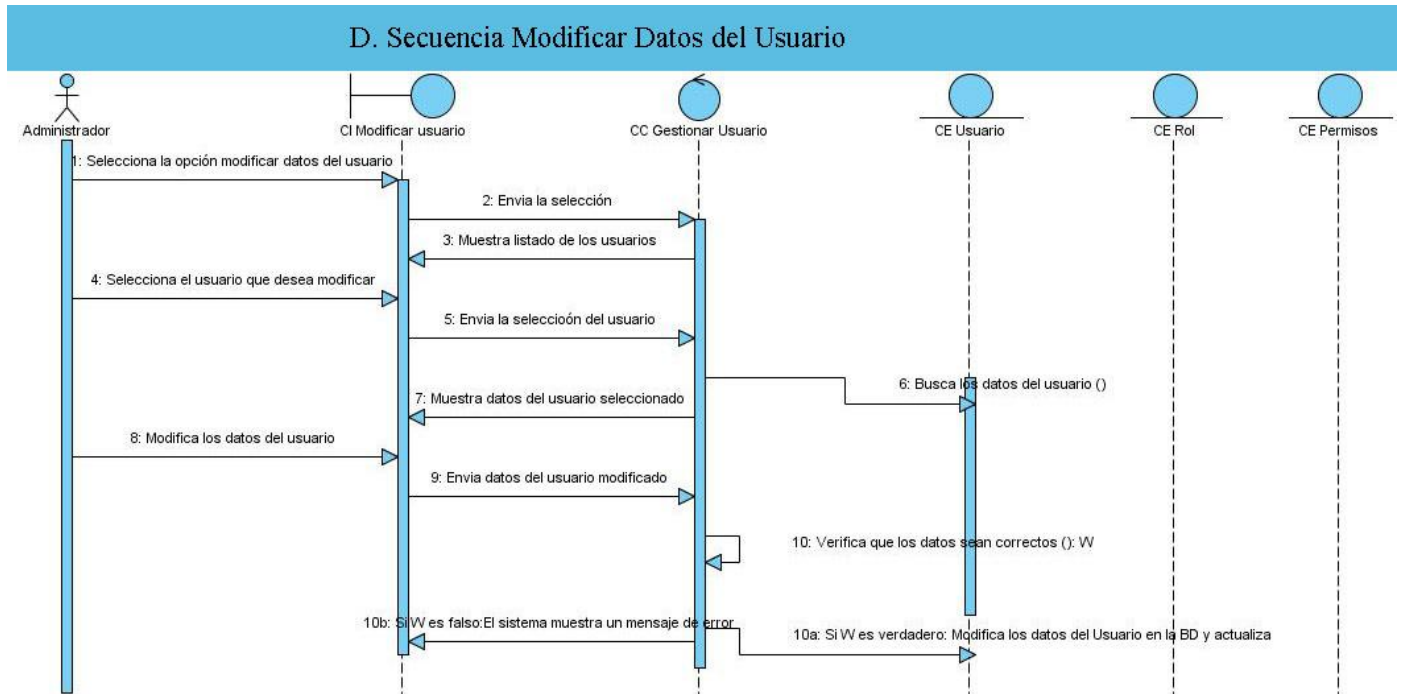 D. Secuencia Modificar Datos del Usuario
Administrador
CI Modificar usuario
CC Gestionar Usuario
CE Usuario
CE Rol
CE Permisos
1: Selecciona la opción modificar datos del usuario
2: Envia la selección
3: Muestra listado de los usuarios
4: Selecciona el usuario que desea modificar
5: Envia la seleccioón del usuario
6: Busca los datos del usuario ()
7: Muestra datos del usuario seleccionado
8: Modifica los datos del usuario
9: Envia datos del usuario modificado
10: Verifica que los datos sean correctos (): W
10b: Si W es falso:El sistema muestra un mensaje de error
10a: Si W es verdadero: Modifica los datos del Usuario en la BD y actualiza